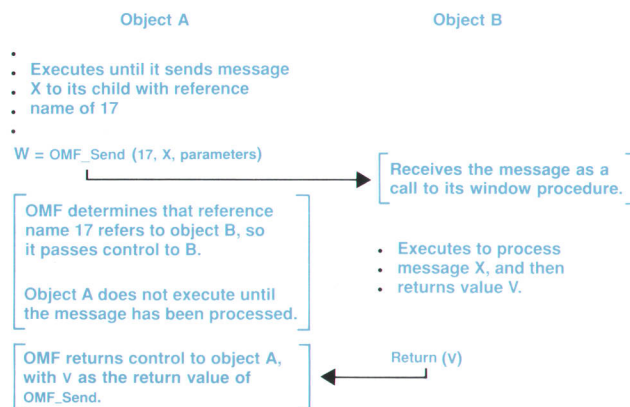 Object A
Object B
Executes until it sends message
X to its child with reference
name of 17
W = OMF_Send (17, X, parameters)
Receives the message as a
call to its window procedure.
OMF determines that reference
name 17 refers to object B, so
it passes control to B.
Object A does not execute until
the message has been processed.
• Executes to process
• message X, and then
• returns value V.
OMF returns control to object A,
with V as the return value of
OMF_Send.
Return (V)